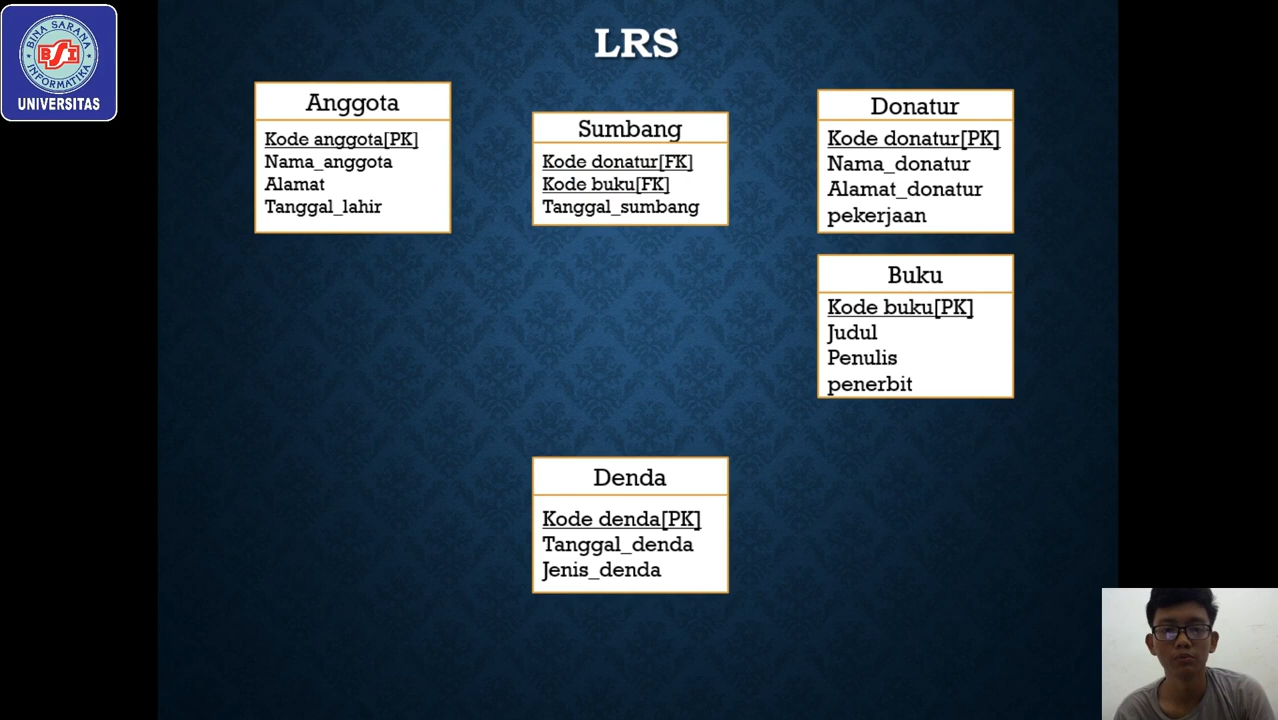 BINA SARANA
BSI
INFORMATIKA
UNIVERSITAS
LRS
Anggota
Kode anggota[PK]
Nama_anggota
Alamat
Tanggal_lahir
Sumbang
Kode donatur[FK]
Kode buku[FK]
Tanggal_sumbang
Donatur
Kode donatur[PK]
Nama_donatur
Alamat_donatur
pekerjaan
Buku
Kode buku[PK]
Judul
Penulis
penerbit
Denda
Kode denda[PK]
Tanggal_denda
Jenis_denda